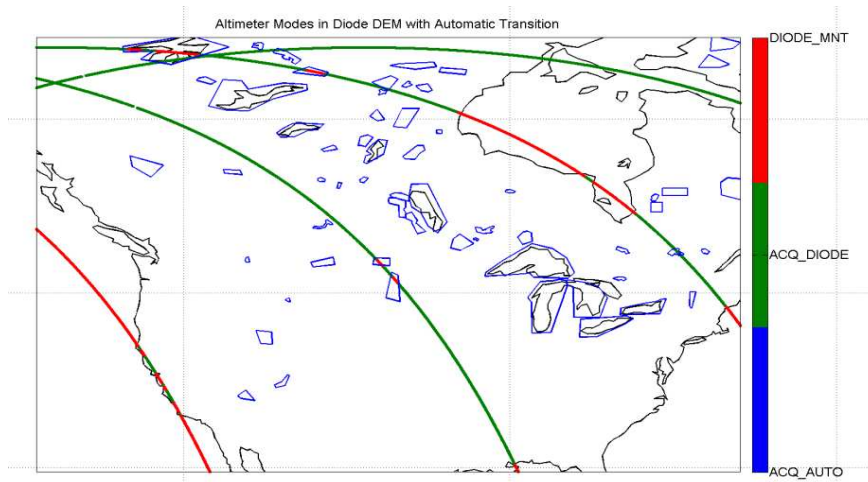 Altimeter Modes in Diode DEM with Automatic Transition
DIODE_MNT
ACQ_DIODE
ACQ_AUTO